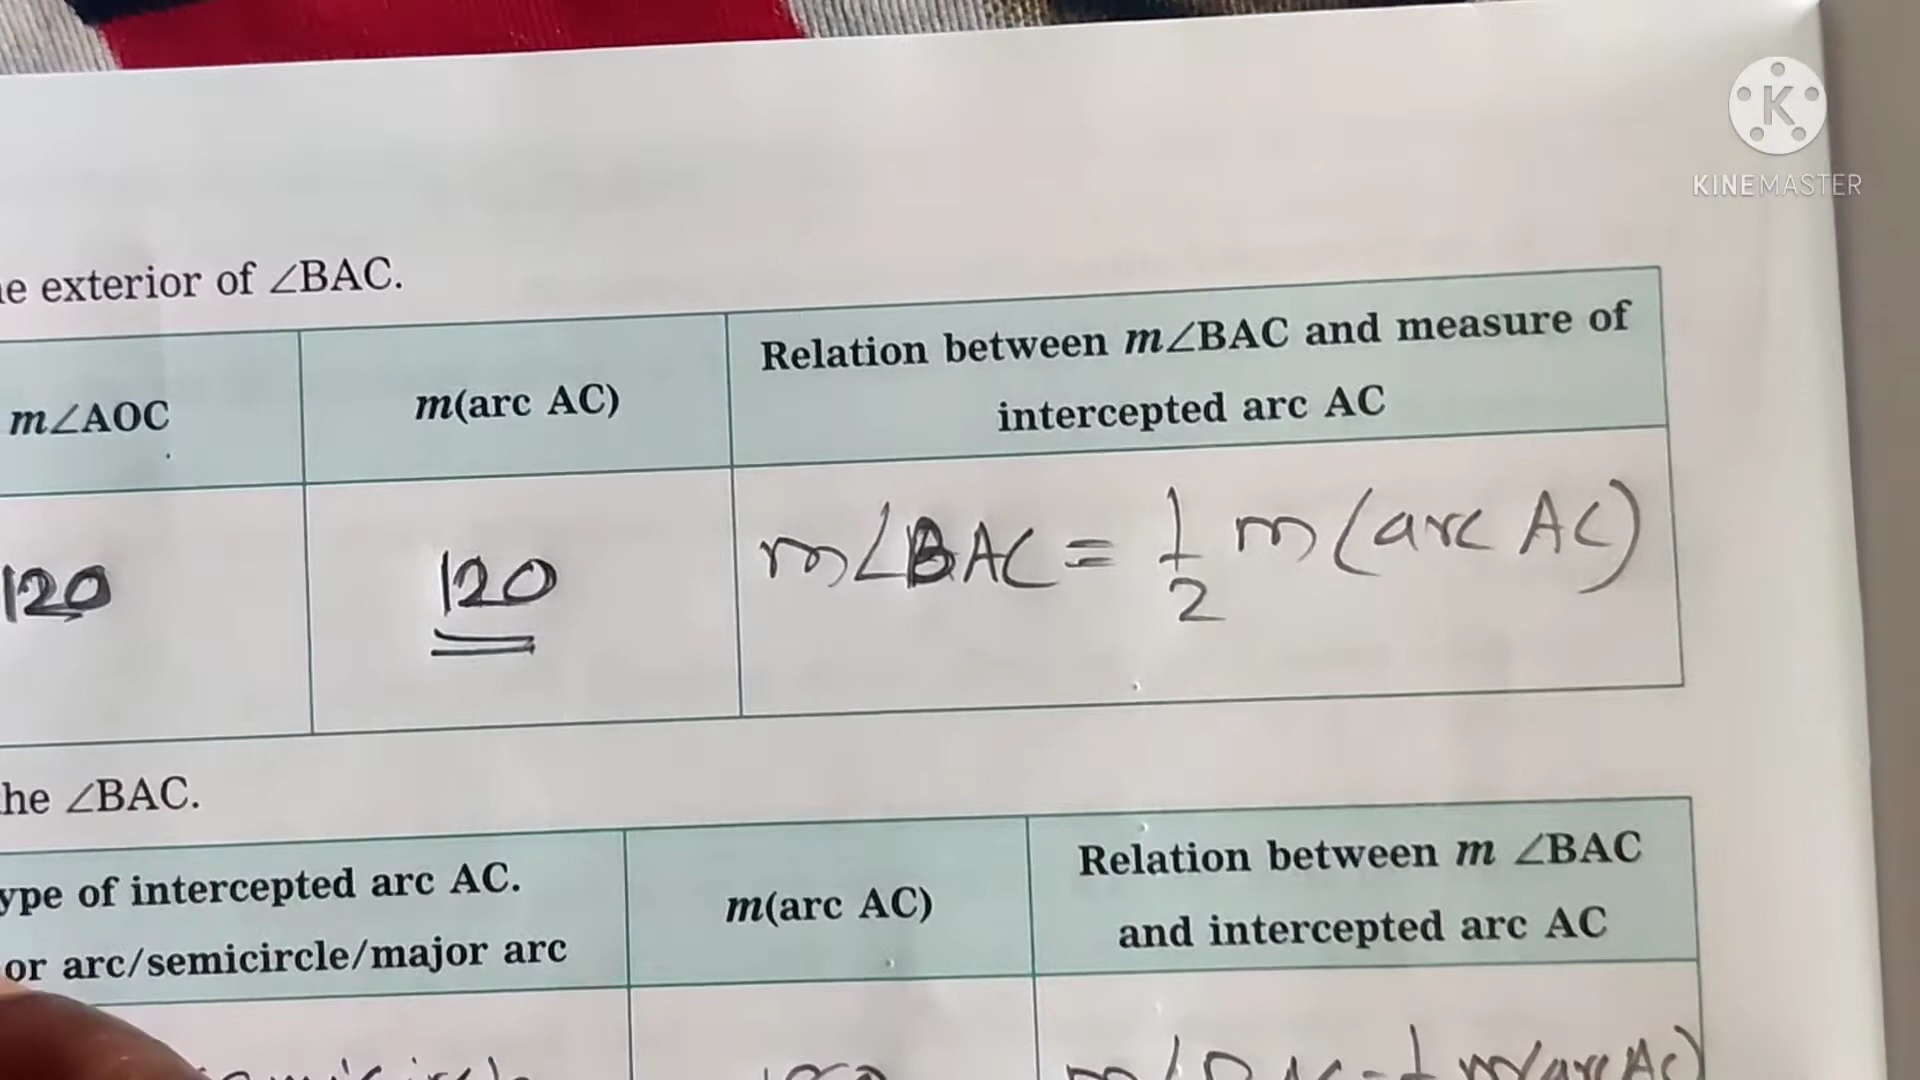 K
KINEMASTER
exterior of ∠BAC.
m∠AOC
m(arc AC)
Relation between m∠BAC and measure of
intercepted arc AC
120
120
m∠BAC = 1/2 m(arc AC)
∠BAC.
of intercepted arc AC.
or arc/semicircle/major arc
m(arc AC)
Relation between m ∠BAC
and intercepted arc AC